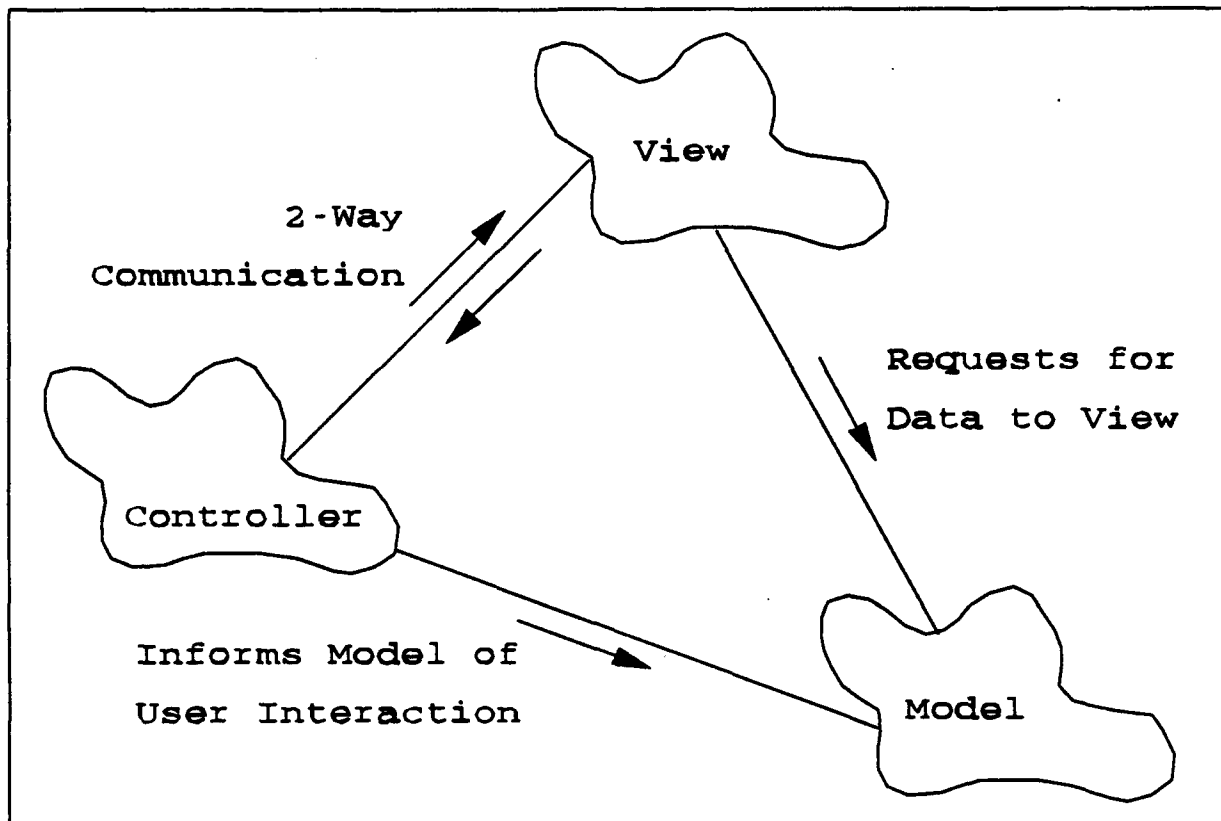 View
2-Way
Communication
Requests for
Data to View
Controller
Informs Model of
User Interaction
Model